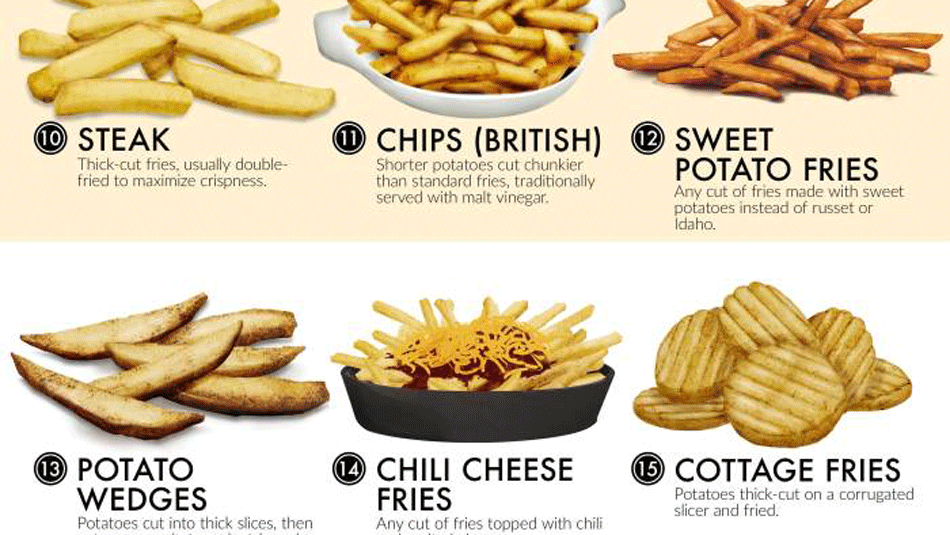 10 STEAK
Thick-cut fries, usually double-
fried to maximize crispness.
11 CHIPS (BRITISH)
Shorter potatoes cut chunkier
than standard fries, traditionally
served with malt vinegar.
12 SWEET
POTATO FRIES
Any cut of fries made with sweet
potatoes instead of russet or
Idaho.
13 POTATO
WEDGES
Potatoes cut into thick slices, then
14 CHILI CHEESE
FRIES
Any cut of fries topped with chili
15 COTTAGE FRIES
Potatoes thick-cut on a corrugated
slicer and fried.